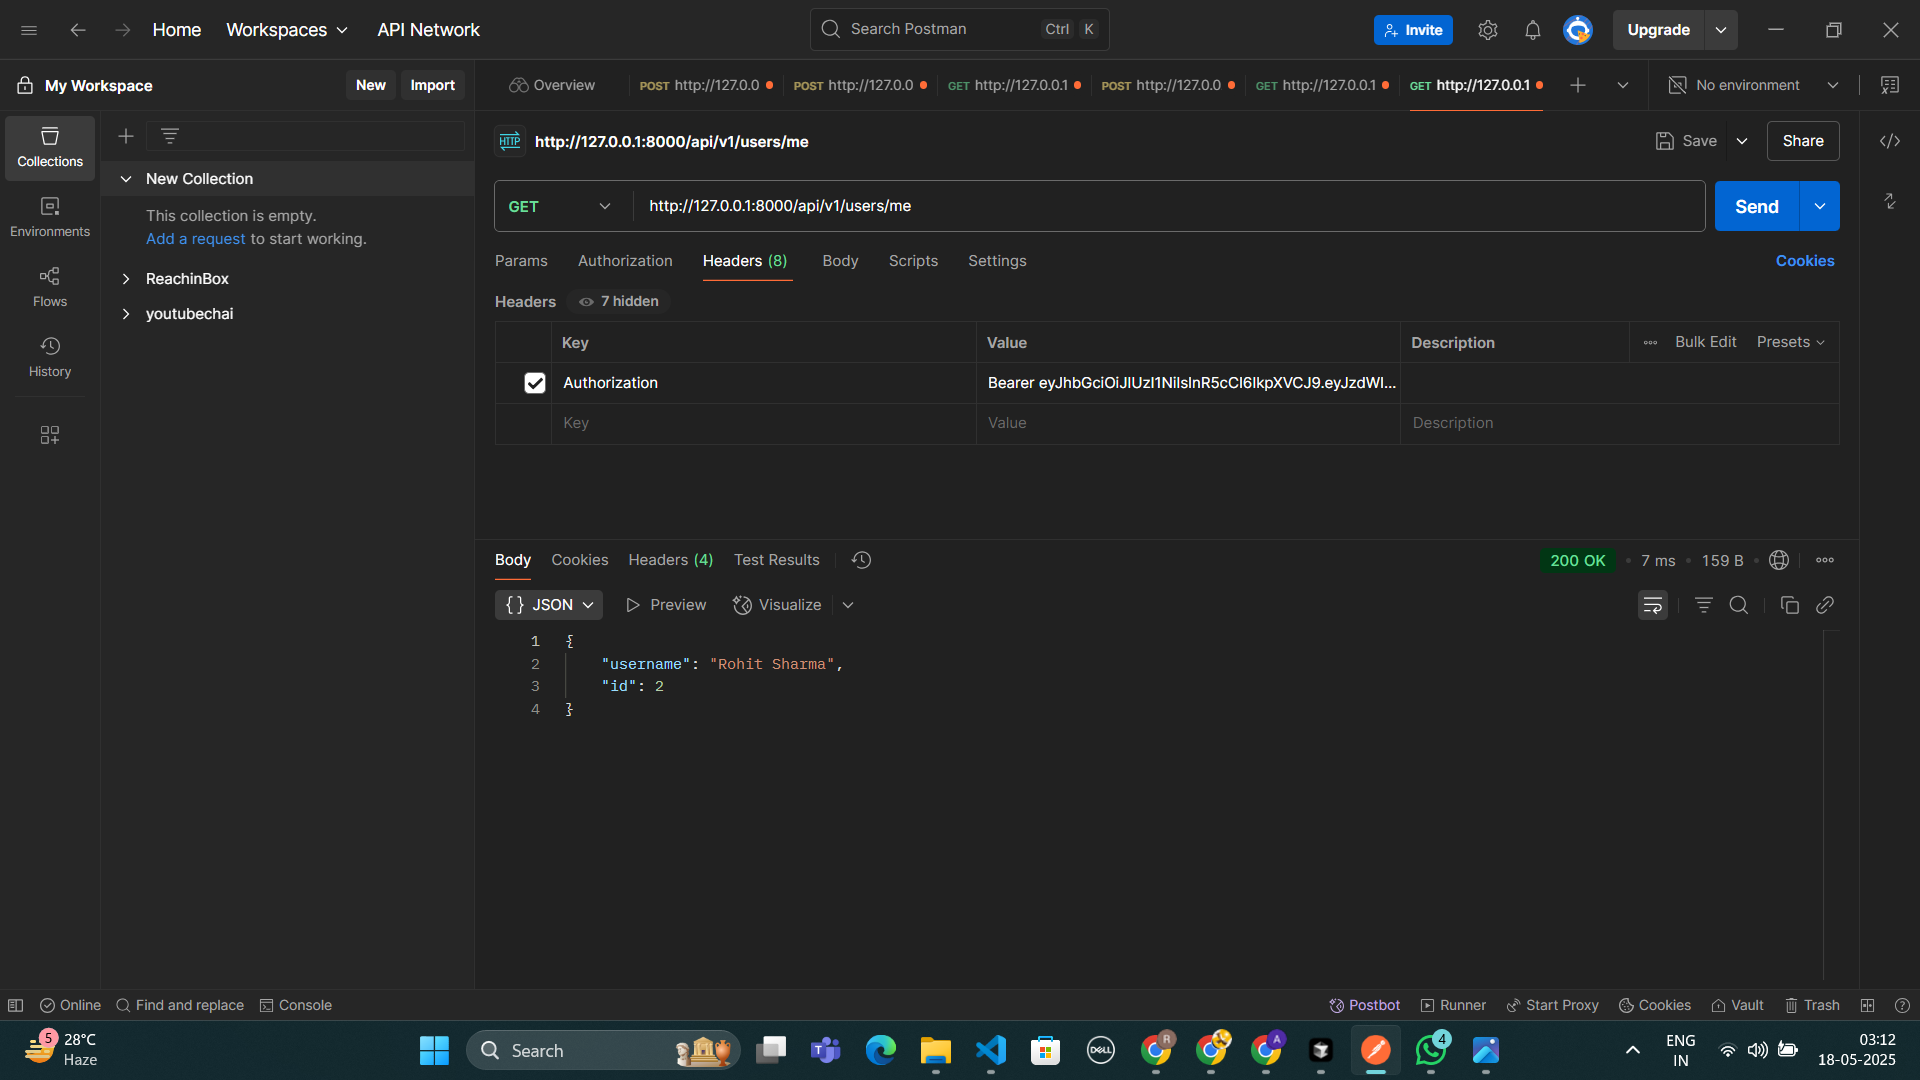 Home
Workspaces
API Network
Search Postman
Ctrl
K
Invite
Upgrade
My Workspace
New
Import
Overview
POST http://127.0.0
POST http://127.0.0
GET http://127.0.0.1
POST http://127.0.0
GET http://127.0.0.1
GET http://127.0.0.1
No environment
Collections
Environments
Flows
History
New Collection
This collection is empty.
Add a request to start working.
ReachinBox
youtubechai
HTTP
http://127.0.0.1:8000/api/v1/users/me
Save
Share
GET
http://127.0.0.1:8000/api/v1/users/me
Send
Params
Authorization
Headers (8)
Body
Scripts
Settings
Cookies
Headers
7 hidden
Key
Value
Description
Bulk Edit
Presets
Authorization
Bearer eyJhbGciOiJIUzI1NiIsInR5cCI6IkpXVCJ9.eyJzdWI...
Key
Value
Description
Body
Cookies
Headers (4)
Test Results
200 OK
7 ms
159 B
{} JSON
Preview
Visualize
1 {
2 "username": "Rohit Sharma",
3 "id": 2
4 }
Online
Find and replace
Console
Postbot
Runner
Start Proxy
Cookies
Vault
Trash
5
28°C
Haze
Search
DELL
R
A
4
ENG
IN
03:12
18-05-2025